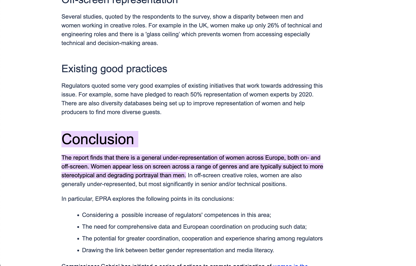 Off-screen representation
Several studies, quoted by the respondents to the survey, show a disparity between men and
women working in creative roles. For example in the UK, women make up only 26% of technical and
engineering roles and there is a 'glass ceiling' which prevents women from accessing especially
technical and decision-making areas.
Existing good practices
Regulators quoted some very good examples of existing initiatives that work towards addressing this
issue. For example, some have pledged to reach 50% representation of women experts by 2020.
There are also diversity databases being set up to improve representation of women and help
producers to find more diverse guests.
Conclusion
The report finds that there is a general under-representation of women across Europe, both on- and
off-screen. Women appear less on screen across a range of genres and are typically subject to more
stereotypical and degrading portrayal than men. In off-screen creative roles, women are also
generally under-represented, but most significantly in senior and/or technical positions.
In particular, EPRA explores the following points in its conclusions:
• Considering a possible increase of regulators' competences in this area;
• The need for comprehensive data and European coordination on producing such data;
• The potential for greater coordination, cooperation and experience sharing among regulators
• Drawing the link between better gender representation and media literacy.
Commissioner Gabriel has initiated a series of actions to promote participation of women in the